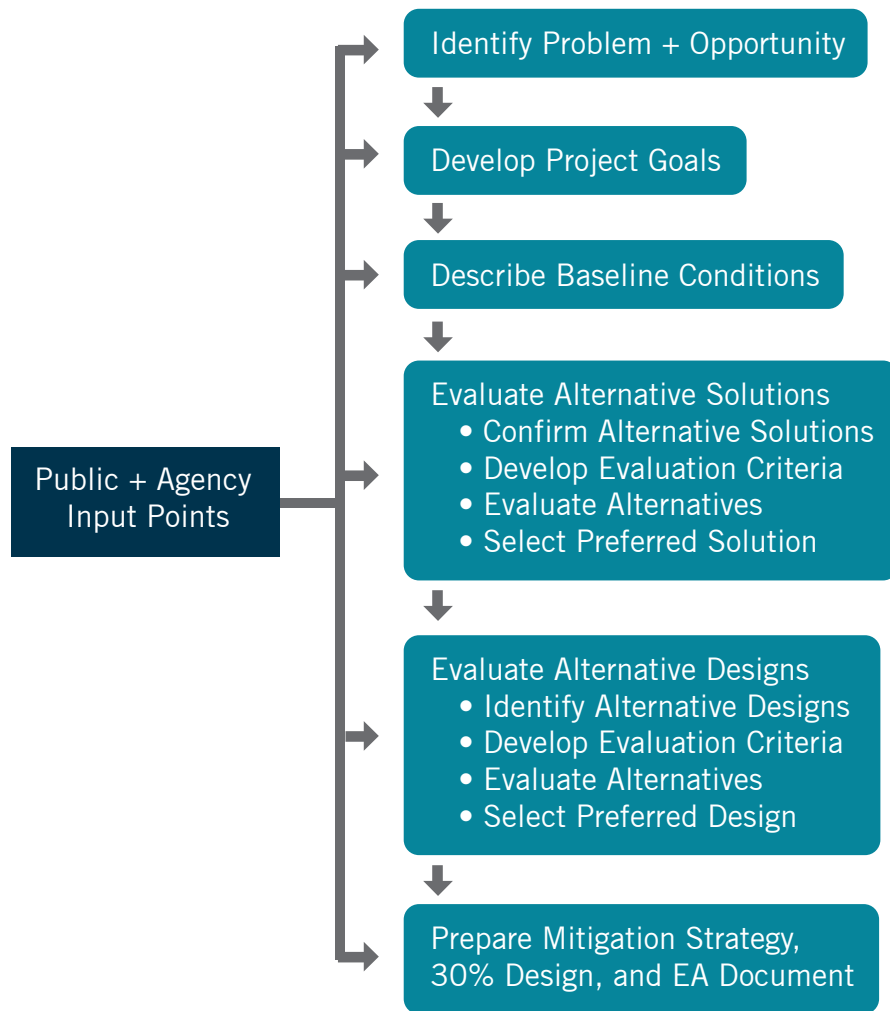 Identify Problem + Opportunity
Develop Project Goals
Describe Baseline Conditions
Evaluate Alternative Solutions
• Confirm Alternative Solutions
• Develop Evaluation Criteria
• Evaluate Alternatives
• Select Preferred Solution
Public + Agency
Input Points
Evaluate Alternative Designs
• Identify Alternative Designs
• Develop Evaluation Criteria
• Evaluate Alternatives
• Select Preferred Design
Prepare Mitigation Strategy,
30% Design, and EA Document